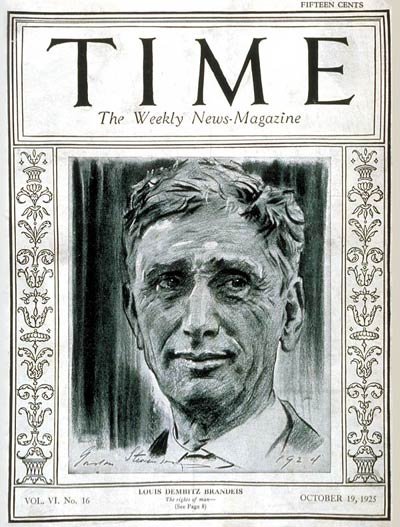 FIFTEEN CENTS
TIME
The Weekly News-Magazine
1924
LOUIS DEMBITZ BRANDEIS
The rights of man—
(See Page 8)
VOL. VI. No. 16
OCTOBER 19, 1925